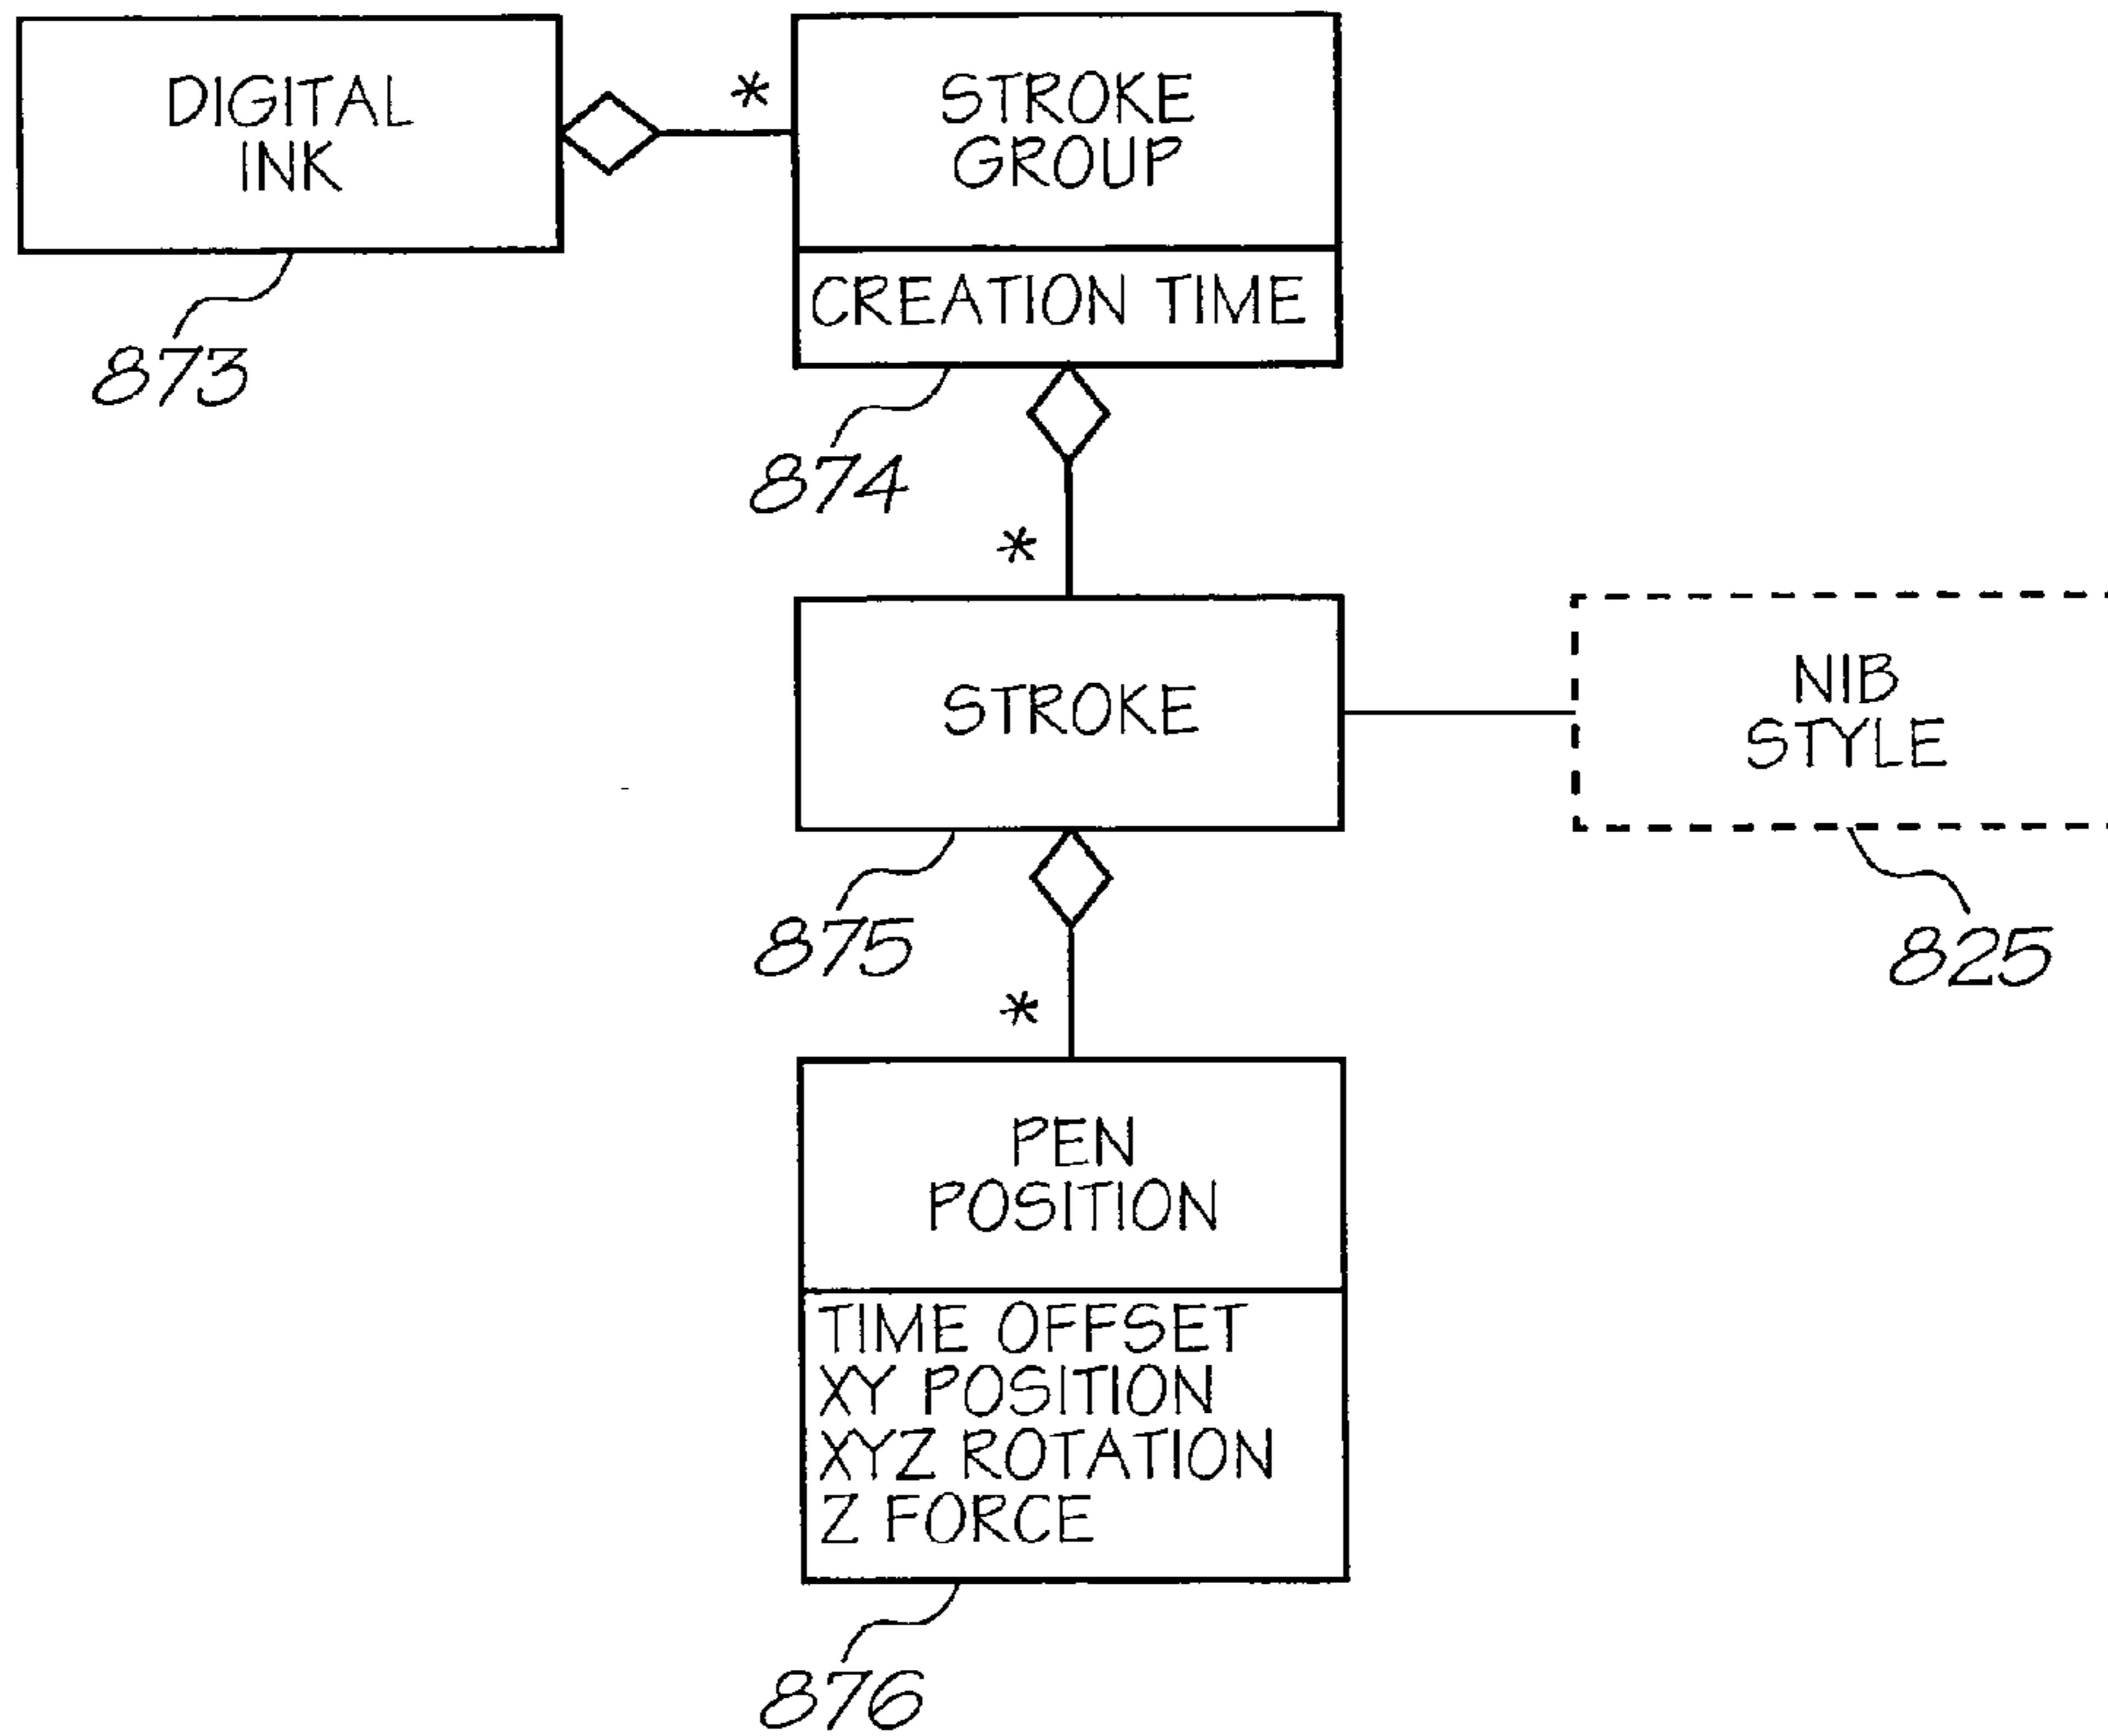 DIGITAL
INK
873
*
STROKE
GROUP
CREATION TIME
874
*
STROKE
875
NIB
STYLE
825
*
PEN
POSITION
TIME OFFSET
XY POSITION
XYZ ROTATION
Z FORCE
876